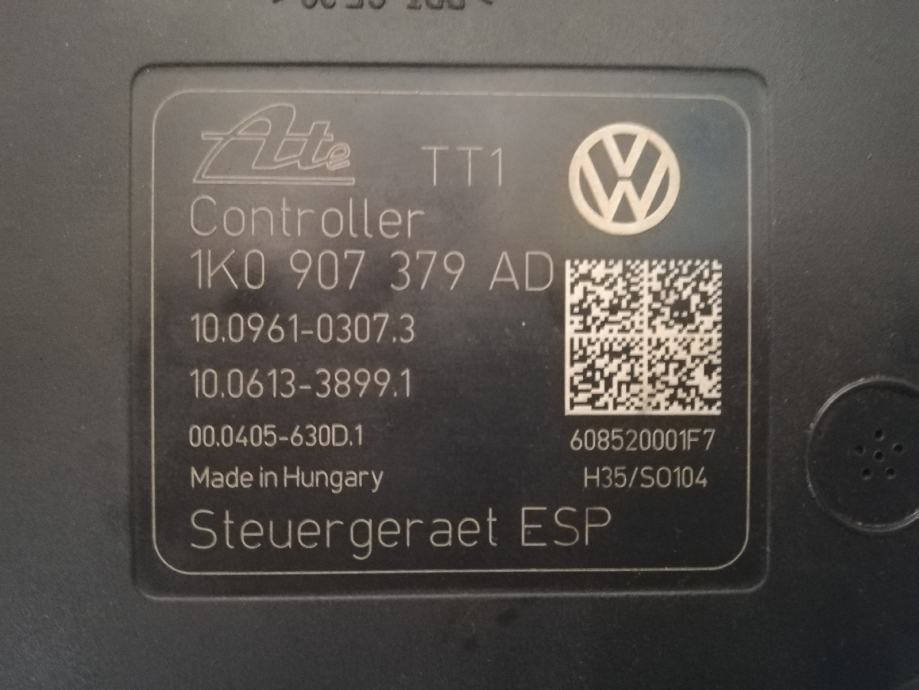 Ate TT1
Controller
1K0 907 379 AD
10.0961-0307.3
10.0613-3899.1
00.0405-630D.1 608520001F7
Made in Hungary H35/SO104
Steuergeraet ESP